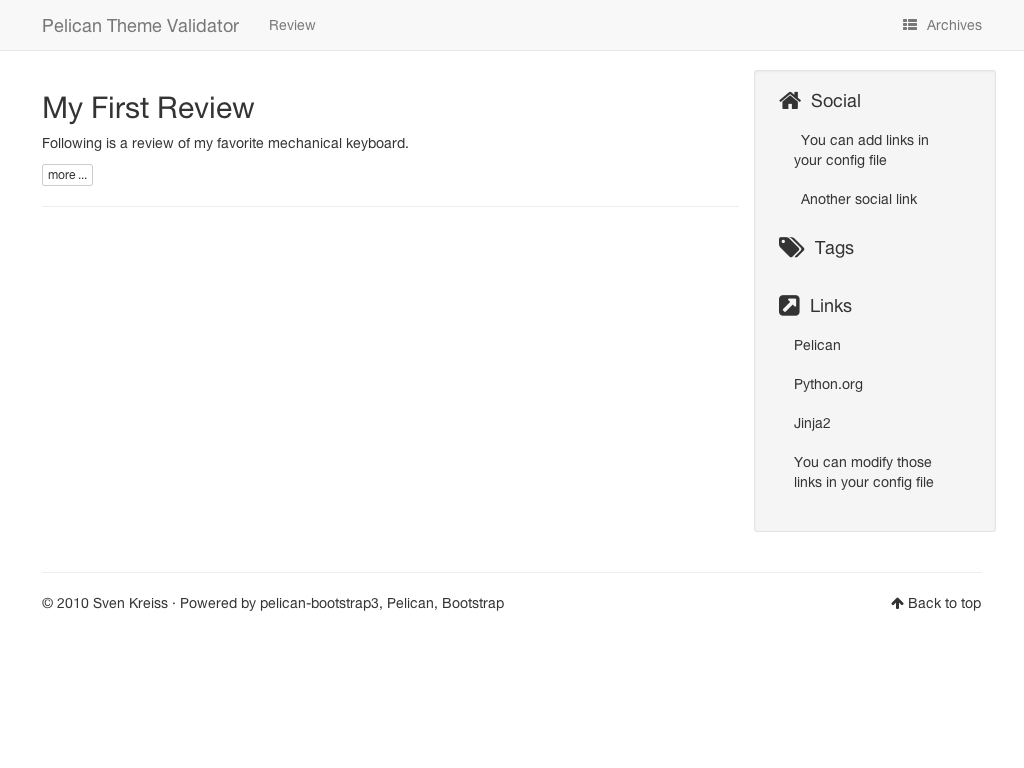 Pelican Theme Validator
Review
Archives
My First Review
Following is a review of my favorite mechanical keyboard.
more ...
Social
You can add links in
your config file
Another social link
Tags
Links
Pelican
Python.org
Jinja2
You can modify those
links in your config file
© 2010 Sven Kreiss · Powered by pelican-bootstrap3, Pelican, Bootstrap
Back to top